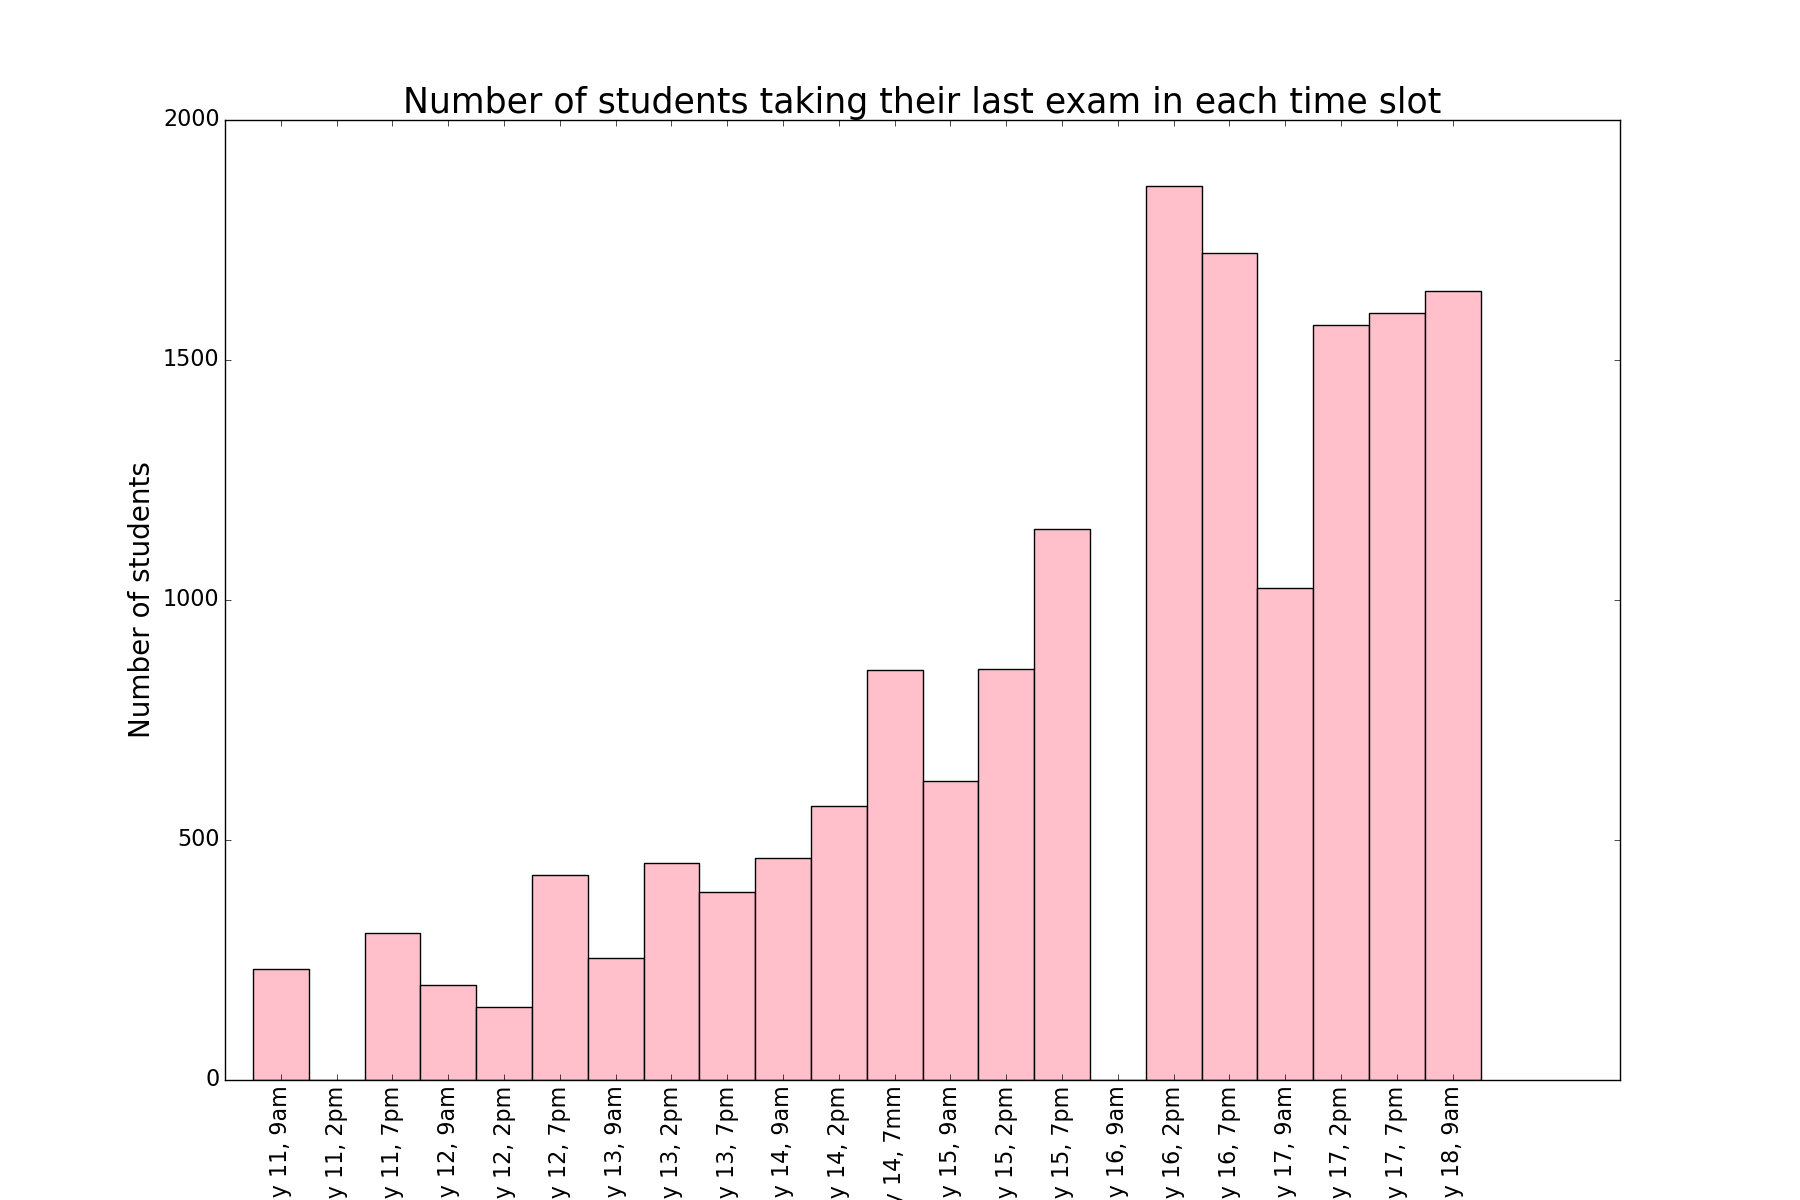 Number of students taking their last exam in each time slot
Number of students
2000
1500
1000
500
0
y 11, 9am
y 11, 2pm
y 11, 7pm
y 12, 9am
y 12, 2pm
y 12, 7pm
y 13, 9am
y 13, 2pm
y 13, 7pm
y 14, 9am
y 14, 2pm
y 14, 7mm
y 15, 9am
y 15, 2pm
y 15, 7pm
y 16, 9am
y 16, 2pm
y 16, 7pm
y 17, 9am
y 17, 2pm
y 17, 7pm
y 18, 9am